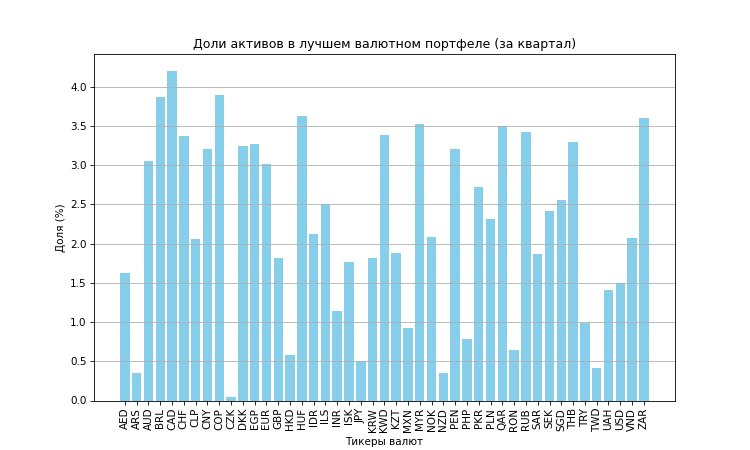 Доли активов в лучшем валютном портфеле (за квартал)
Доля (%)
4.0
3.5
3.0
2.5
2.0
1.5
1.0
0.5
0.0
AED ARS AUD BRL CAD CHF CLP CNY COP CZK DKK EGP EUR GBP HKD HUF IDR ILS INR ISK JPY KRW KWD KZT MXN MYR NOK NZD PEN PHP PKR PLN QAR RON RUB SAR SEK SGD THB TRY TWD UAH USD VND ZAR
Тикеры валют